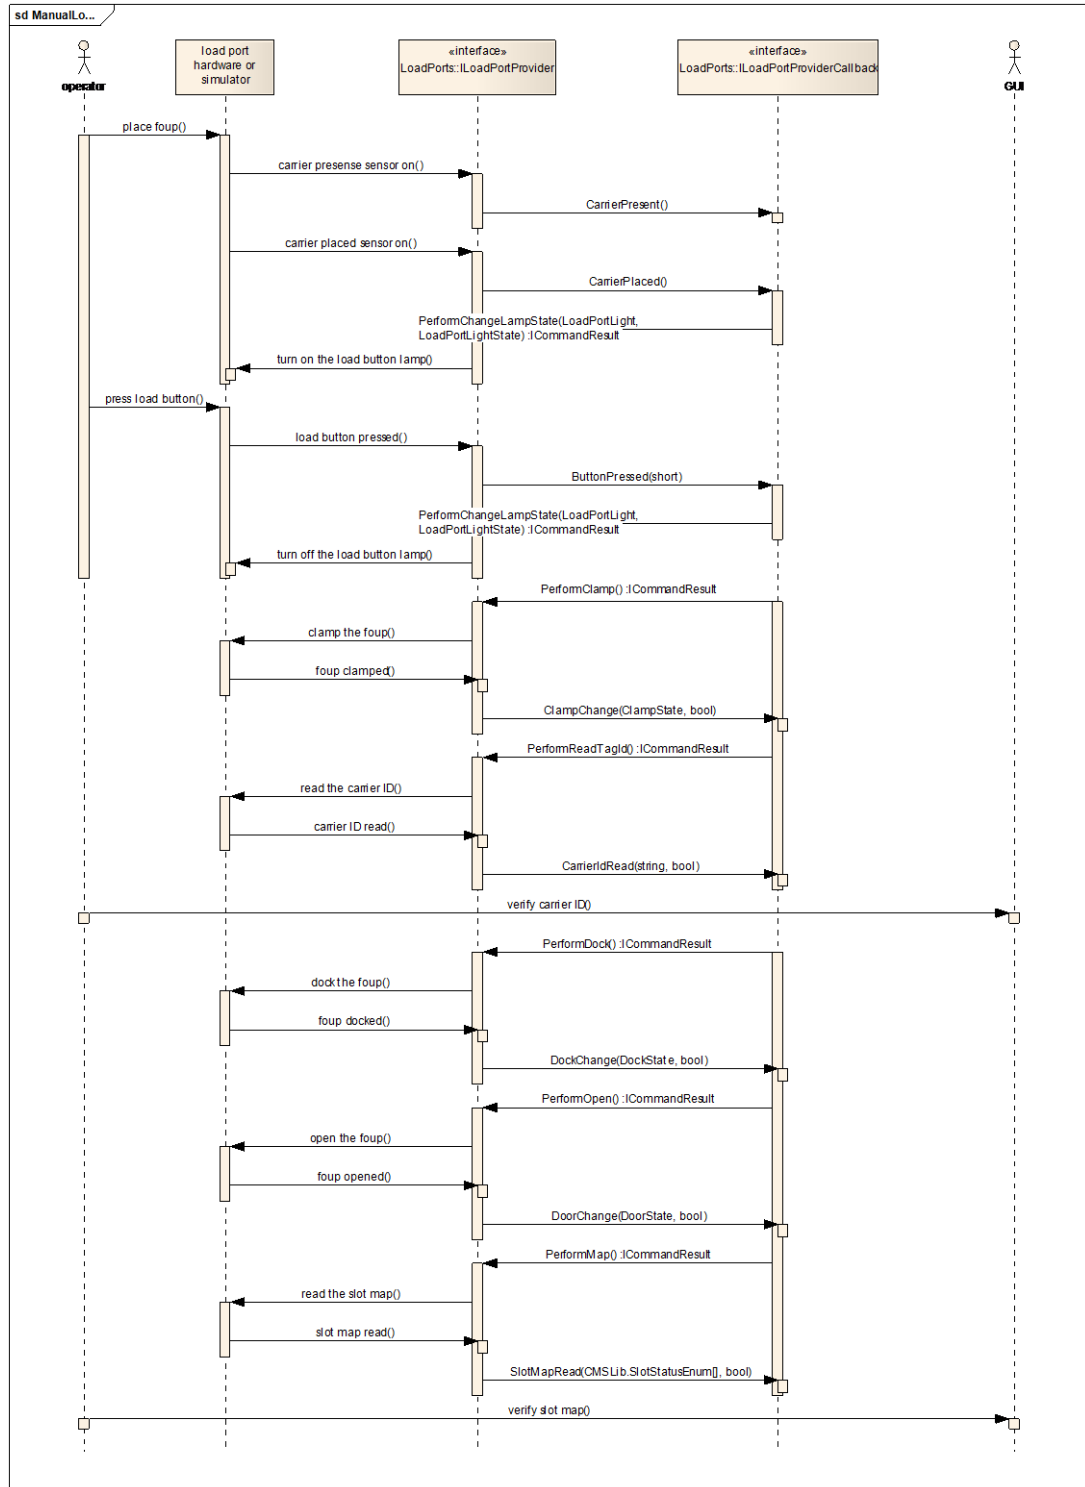 sd ManualLo...
load port
hardware or
simulator
«interface»
LoadPorts::ILoadPortProvider
«interface»
LoadPorts::ILoadPortProviderCallback
operator
GUI
place foup()
carrier presense sensor on()
CarrierPresent()
carrier placed sensor on()
CarrierPlaced()
PerformChangeLampState(LoadPortLight,
LoadPortLightState) :ICommandResult
turn on the load button lamp()
press load button()
load button pressed()
ButtonPressed(short)
PerformChangeLampState(LoadPortLight,
LoadPortLightState) :ICommandResult
turn off the load button lamp()
PerformClamp() :ICommandResult
clamp the foup()
foup clamped()
ClampChange(ClampState, bool)
PerformReadTagId() :ICommandResult
read the carrier ID()
carrier ID read()
CarrierIdRead(string, bool)
verify carrier ID()
PerformDock() :ICommandResult
dock the foup()
foup docked()
DockChange(DockState, bool)
PerformOpen() :ICommandResult
open the foup()
foup opened()
DoorChange(DoorState, bool)
PerformMap() :ICommandResult
read the slot map()
slot map read()
SlotMapRead(CMSLib.SlotStatusEnum[], bool)
verify slot map()